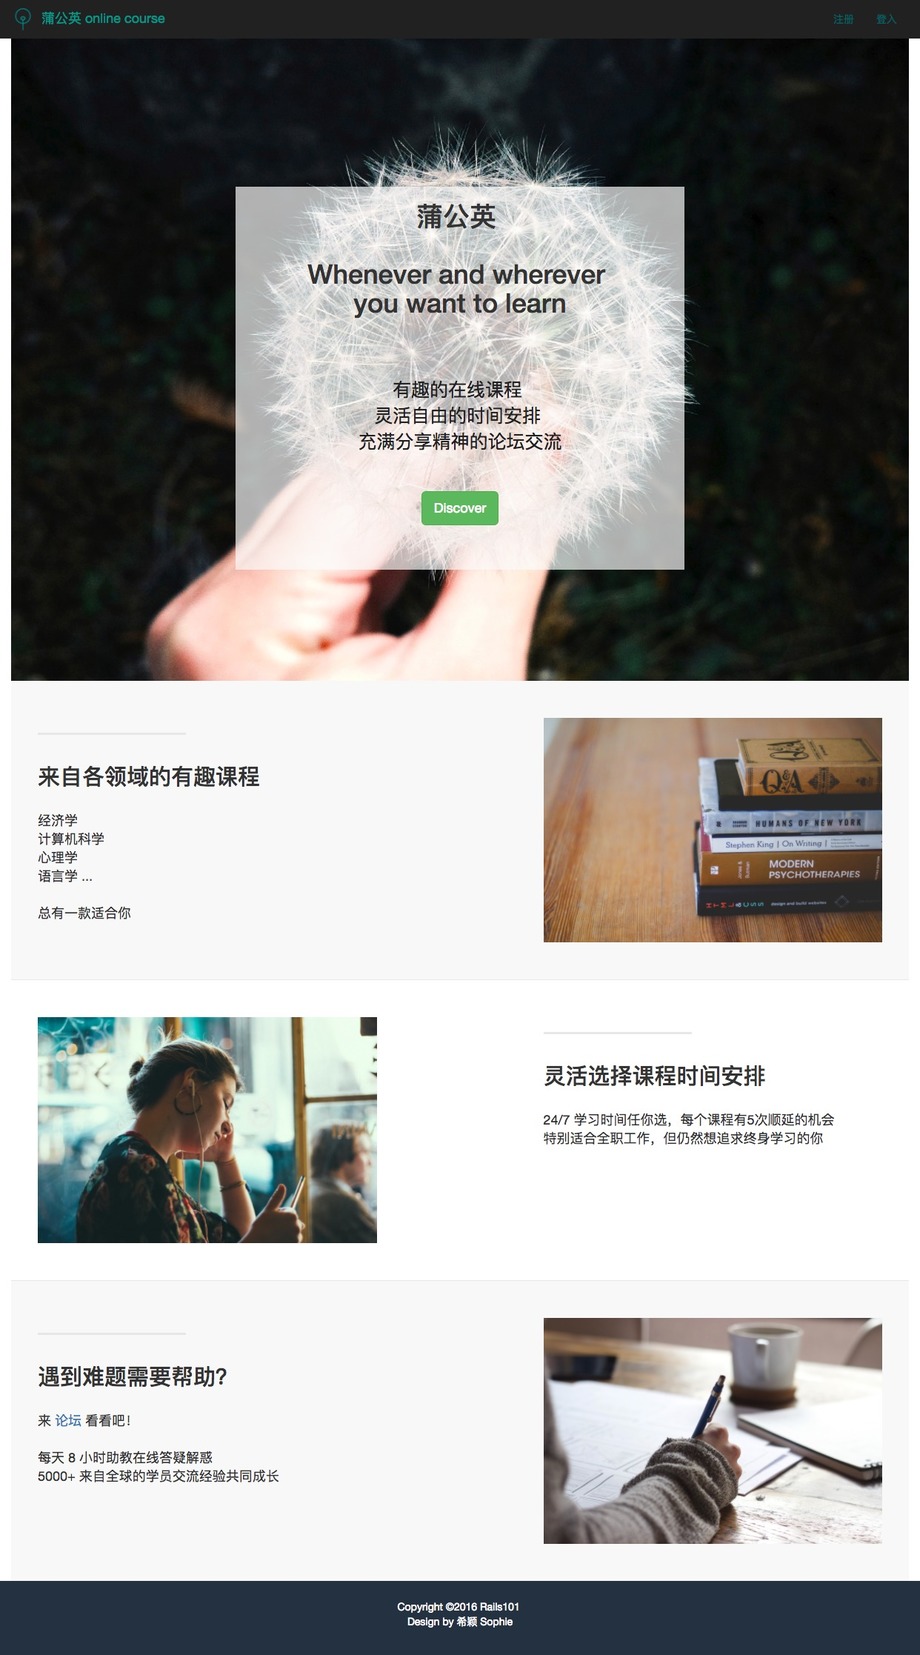 蒲公英 online course
注册 登入
蒲公英
Whenever and wherever
you want to learn
有趣的在线课程
灵活自由的时间安排
充满分享精神的论坛交流
Discover
来自各领域的有趣课程
经济学
计算机科学
心理学
语言学 ...
总有一款适合你
Q&A
HUMANS OF NEW YORK
Stephen King | On Writing |
MODERN
PSYCHOTHERAPIES
HTML & CSS design and build websites
灵活选择课程时间安排
24/7 学习时间任你选，每个课程有5次顺延的机会
特别适合全职工作，但仍然想追求终身学习的你
遇到难题需要帮助?
来 论坛 看看吧！
每天 8 小时助教在线答疑解惑
5000+ 来自全球的学员交流经验共同成长
Copyright ©2016 Rails101
Design by 希颖 Sophie